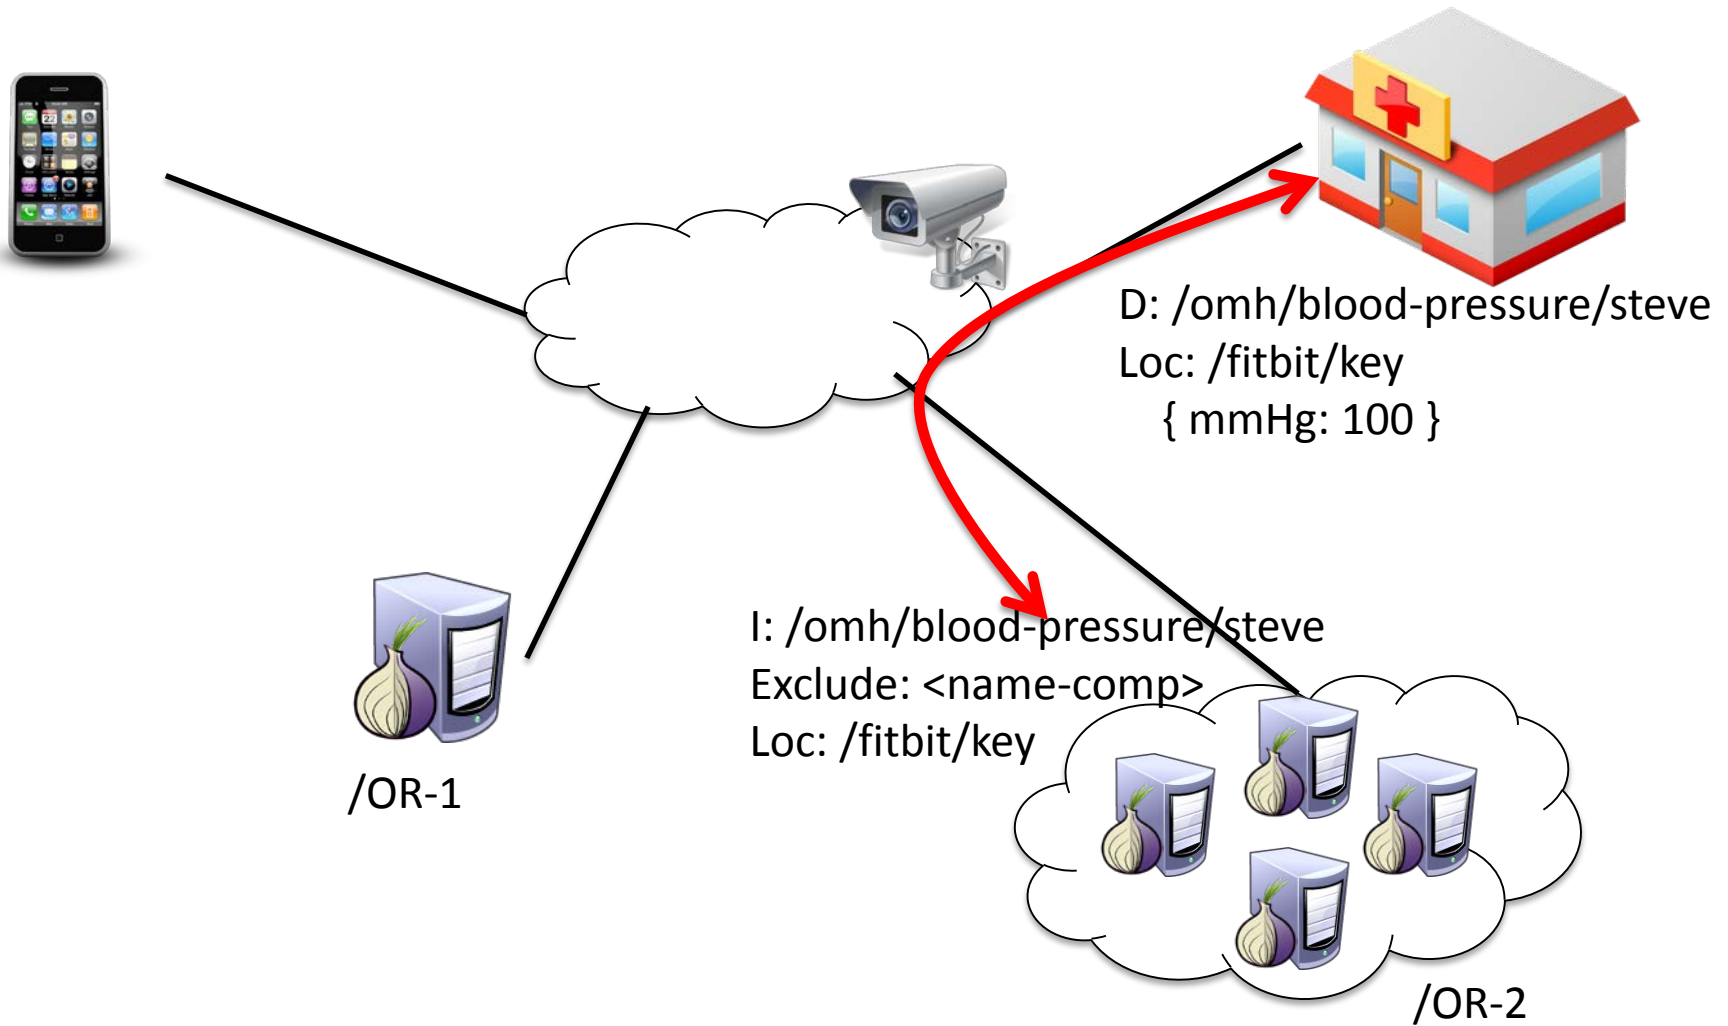 D: /omh/blood-pressure/steve
Loc: /fitbit/key
{ mmHg: 100 }
I: /omh/blood-pressure/steve
Exclude: <name-comp>
Loc: /fitbit/key
/OR-1
/OR-2